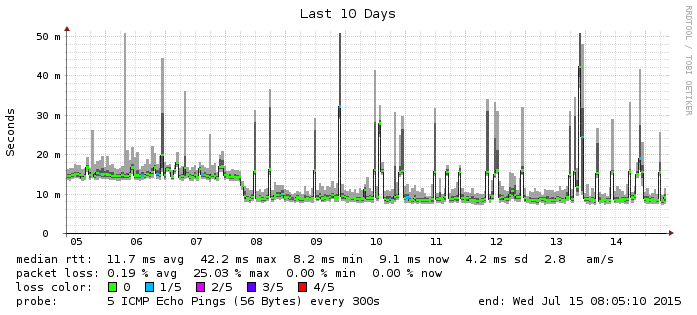 Last 10 Days
RRDTOOL / TOBI OETIKER
50 m
40 m
30 m
20 m
10 m
0
Seconds
05 06 07 08 09 10 11 12 13 14
median rtt: 11.7 ms avg 42.2 ms max 8.2 ms min 9.1 ms now 4.2 ms sd 2.8 am/s
packet loss: 0.19 % avg 25.03 % max 0.00 % min 0.00 % now
loss color: 0 1/5 2/5 3/5 4/5
probe: 5 ICMP Echo Pings (56 Bytes) every 300s end: Wed Jul 15 08:05:10 2015